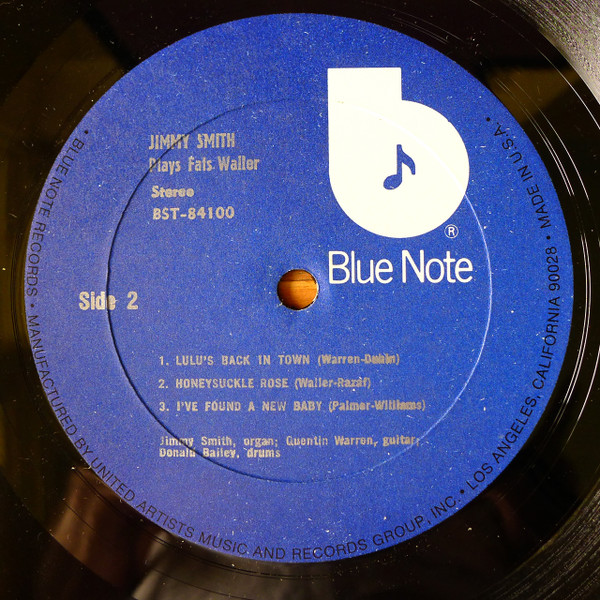 JIMMY SMITH
Plays Fats Waller
Stereo
BST-84100
®
Blue Note
Side 2
1. LULU'S BACK IN TOWN (Warren-Dubin)
2. HONEYSUCKLE ROSE (Waller-Razaf)
3. I'VE FOUND A NEW BABY (Palmer-Williams)
Jimmy Smith, organ; Quentin Warren, guitar;
Donald Bailey, drums
• BLUE NOTE RECORDS • MANUFACTURED BY UNITED ARTISTS MUSIC AND RECORDS GROUP, INC. • LOS ANGELES, CALIFORNIA 90028 • MADE IN U.S.A. •